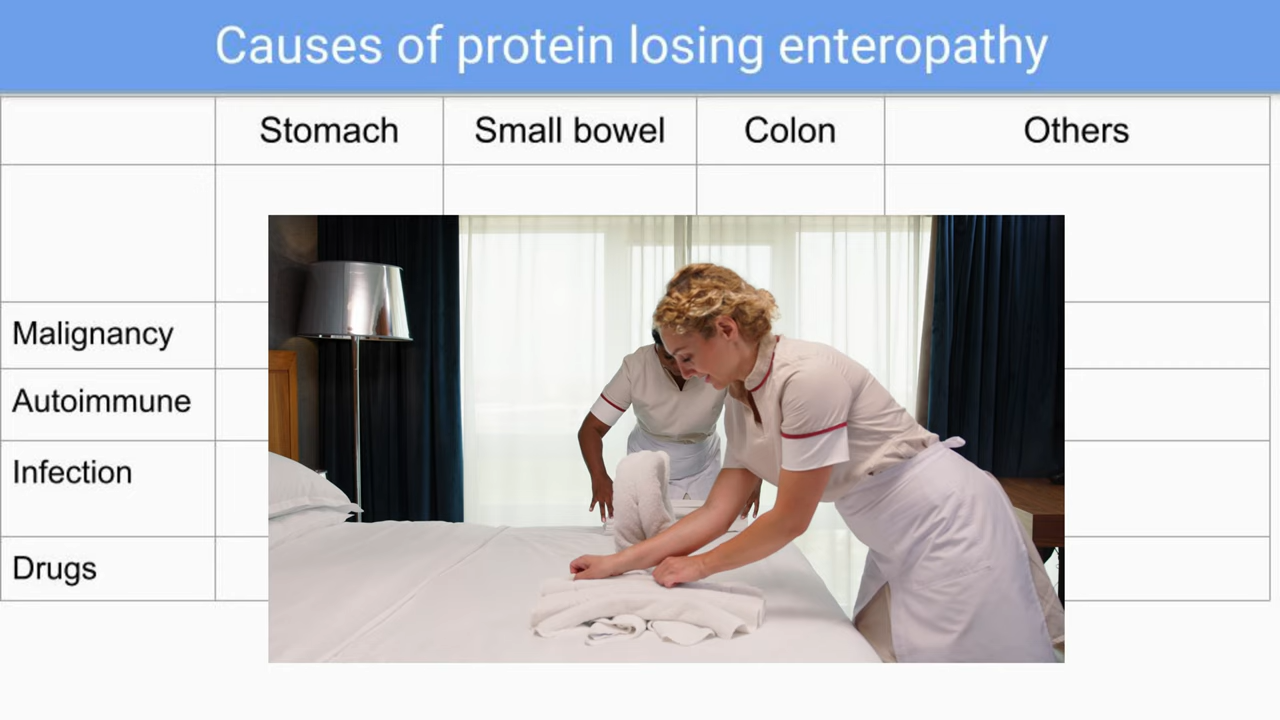 Causes of protein losing enteropathy
Stomach Small bowel Colon Others
Malignancy
Autoimmune
Infection
Drugs